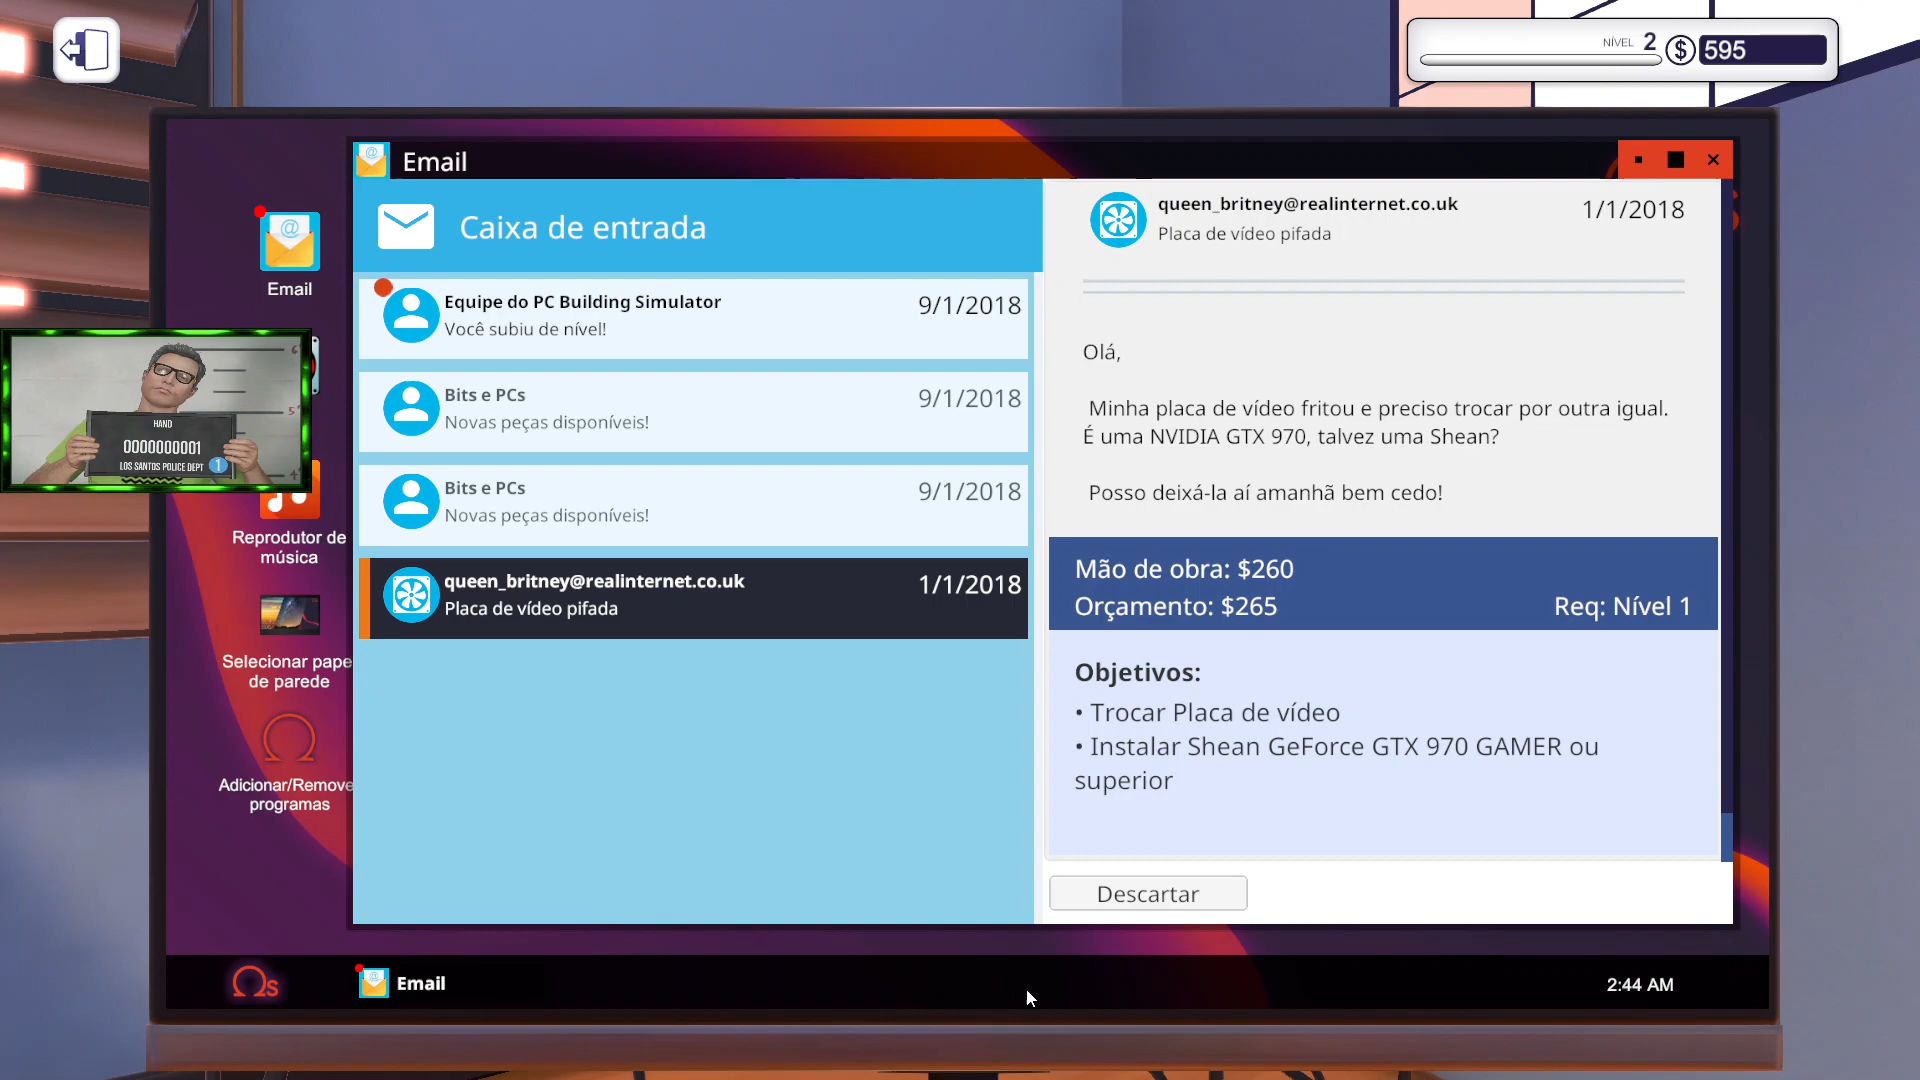 NÍVEL 2 $ 595
Email
Caixa de entrada
Equipe do PC Building Simulator 9/1/2018
Você subiu de nível!
Bits e PCs 9/1/2018
Novas peças disponíveis!
Bits e PCs 9/1/2018
Novas peças disponíveis!
queen_britney@realinternet.co.uk 1/1/2018
Placa de vídeo pifada
queen_britney@realinternet.co.uk 1/1/2018
Placa de vídeo pifada
Olá,
Minha placa de vídeo fritou e preciso trocar por outra igual.
É uma NVIDIA GTX 970, talvez uma Shean?
Posso deixá-la aí amanhã bem cedo!
Mão de obra: $260
Orçamento: $265 Req: Nível 1
Objetivos:
• Trocar Placa de vídeo
• Instalar Shean GeForce GTX 970 GAMER ou
superior
Descartar
Email
HAND
0000000001
LOS SANTOS POLICE DEPT 1
Reprodutor de
música
Selecionar pape
de parede
Adicionar/Remove
programas
Ωs
Email
2:44 AM